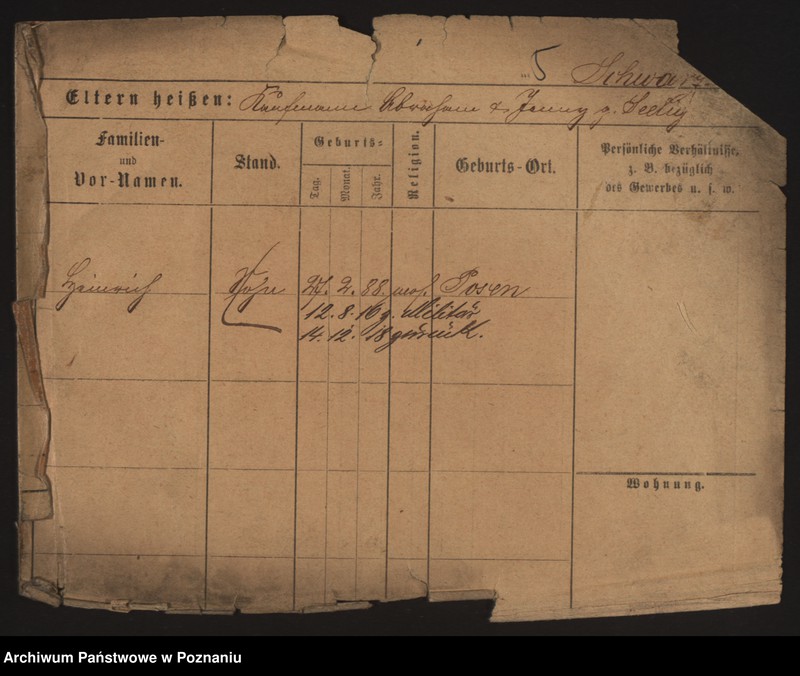 5 Schwarz.
Eltern heißen: Kaufmann Abraham & Jenny g. Seelig
Familien- und Vor-Namen.
Stand.
Geburts-
Tag. Monat. Jahr.
Religion.
Geburts-Ort.
Persönliche Verhältnisse, z. B. bezüglich des Gewerbes u. s. w.
Heinrich Sohn 27. 2. 88. mos. Posen
12. 8. 16 z. Militär
14. 12. 18 zurück.
Wohnung.
Archiwum Państwowe w Poznaniu